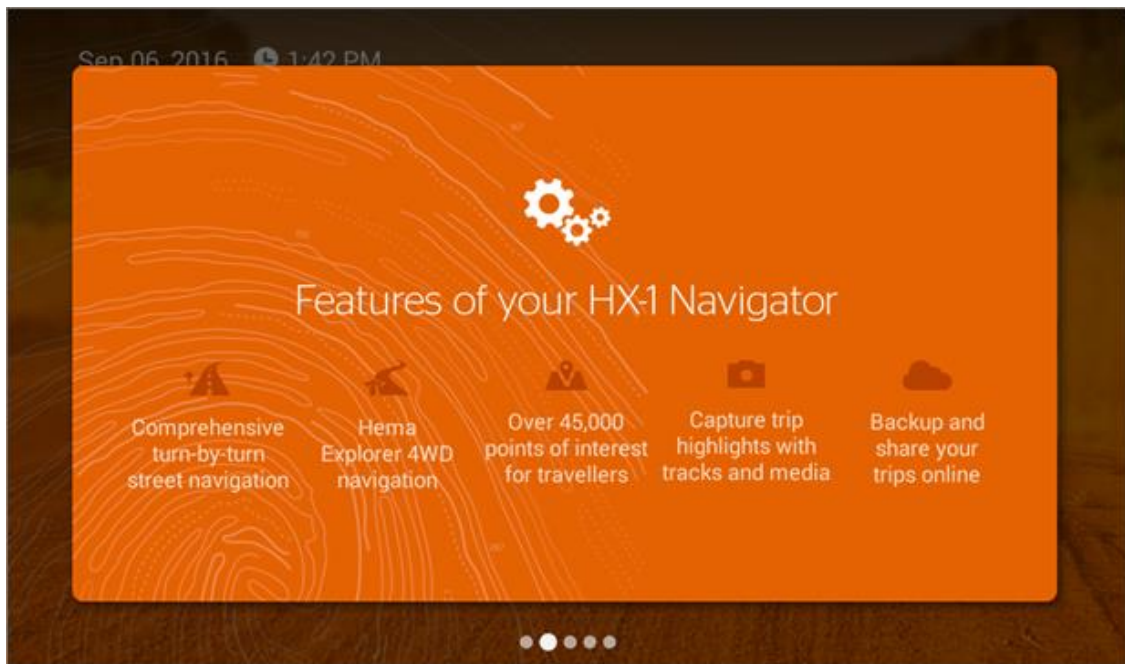 Sep 06, 2016 1:42 PM
Features of your HX-1 Navigator
Comprehensive
turn-by-turn
street navigation
Hema
Explorer 4WD
navigation
Over 45,000
points of interest
for travellers
Capture trip
highlights with
tracks and media
Backup and
share your
trips online